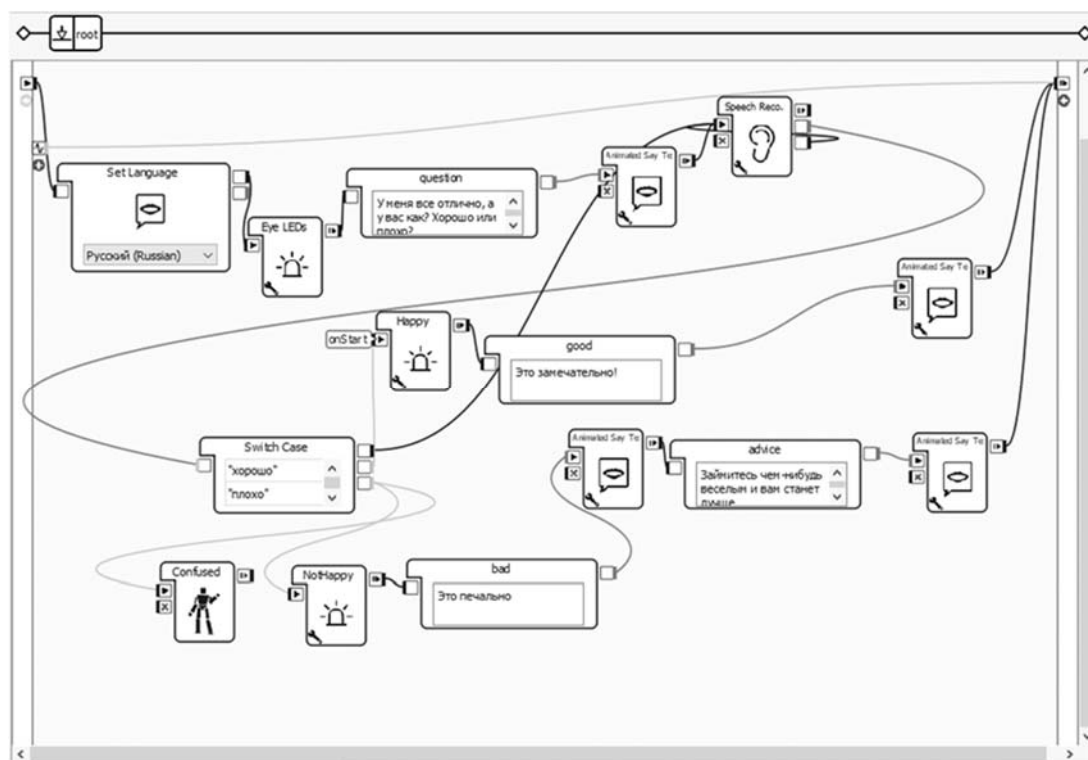 root
Speech Reco.
Animated Say Te
Set Language
question
У меня все отлично, а
у вас как? Хорошо или
плохо?
Eye LEDs
Русский (Russian)
Animated Say Te
Happy
onStart
good
Это замечательно!
Switch Case
"хорошо"
"плохо"
Animated Say Te
advice
Займитесь чем-нибудь
веселым и вам станет
лучше
Animated Say Te
Confused
NotHappy
bad
Это печально